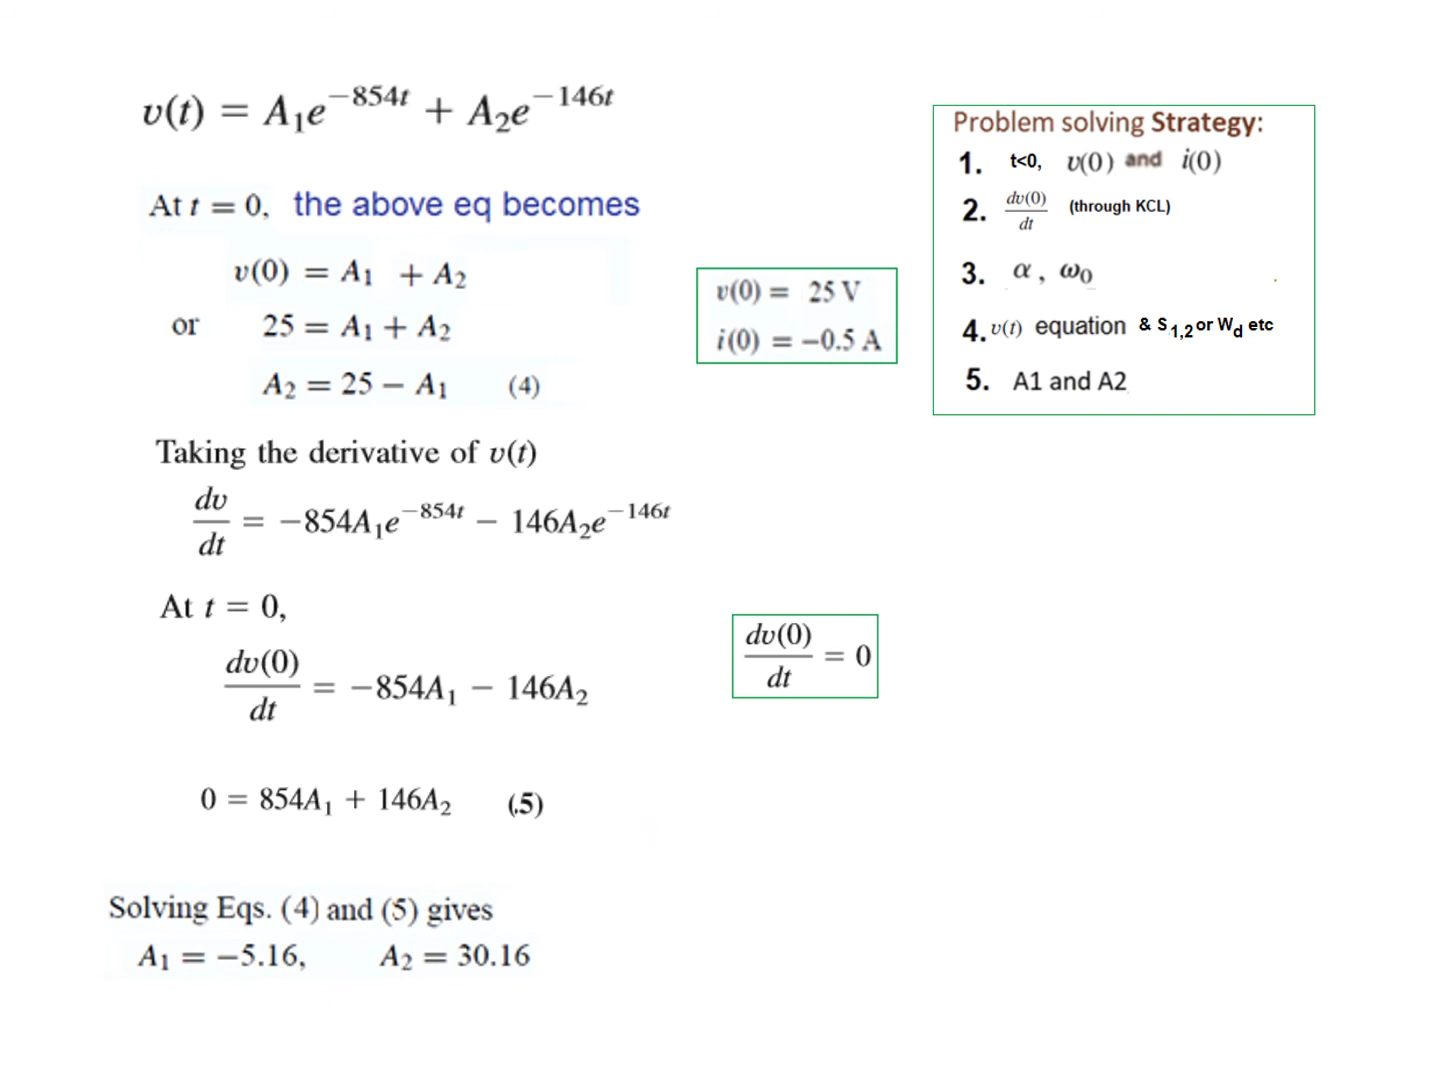 v(t) = A₁e⁻⁸⁵⁴ᵗ + A₂e⁻¹⁴⁶ᵗ
At t = 0, the above eq becomes
v(0) = A₁ + A₂
or 25 = A₁ + A₂
A₂ = 25 − A₁ (4)
Taking the derivative of v(t)
dv/dt = −854A₁e⁻⁸⁵⁴ᵗ − 146A₂e⁻¹⁴⁶ᵗ
At t = 0,
dv(0)/dt = −854A₁ − 146A₂
0 = 854A₁ + 146A₂ (.5)
Solving Eqs. (4) and (5) gives
A₁ = −5.16, A₂ = 30.16
v(0) = 25 V
i(0) = −0.5 A
dv(0)/dt = 0
Problem solving Strategy:
1. t<0, v(0) and i(0)
2. dv(0)/dt (through KCL)
3. α , ω₀
4. v(t) equation & S₁,₂ or W_d etc
5. A1 and A2